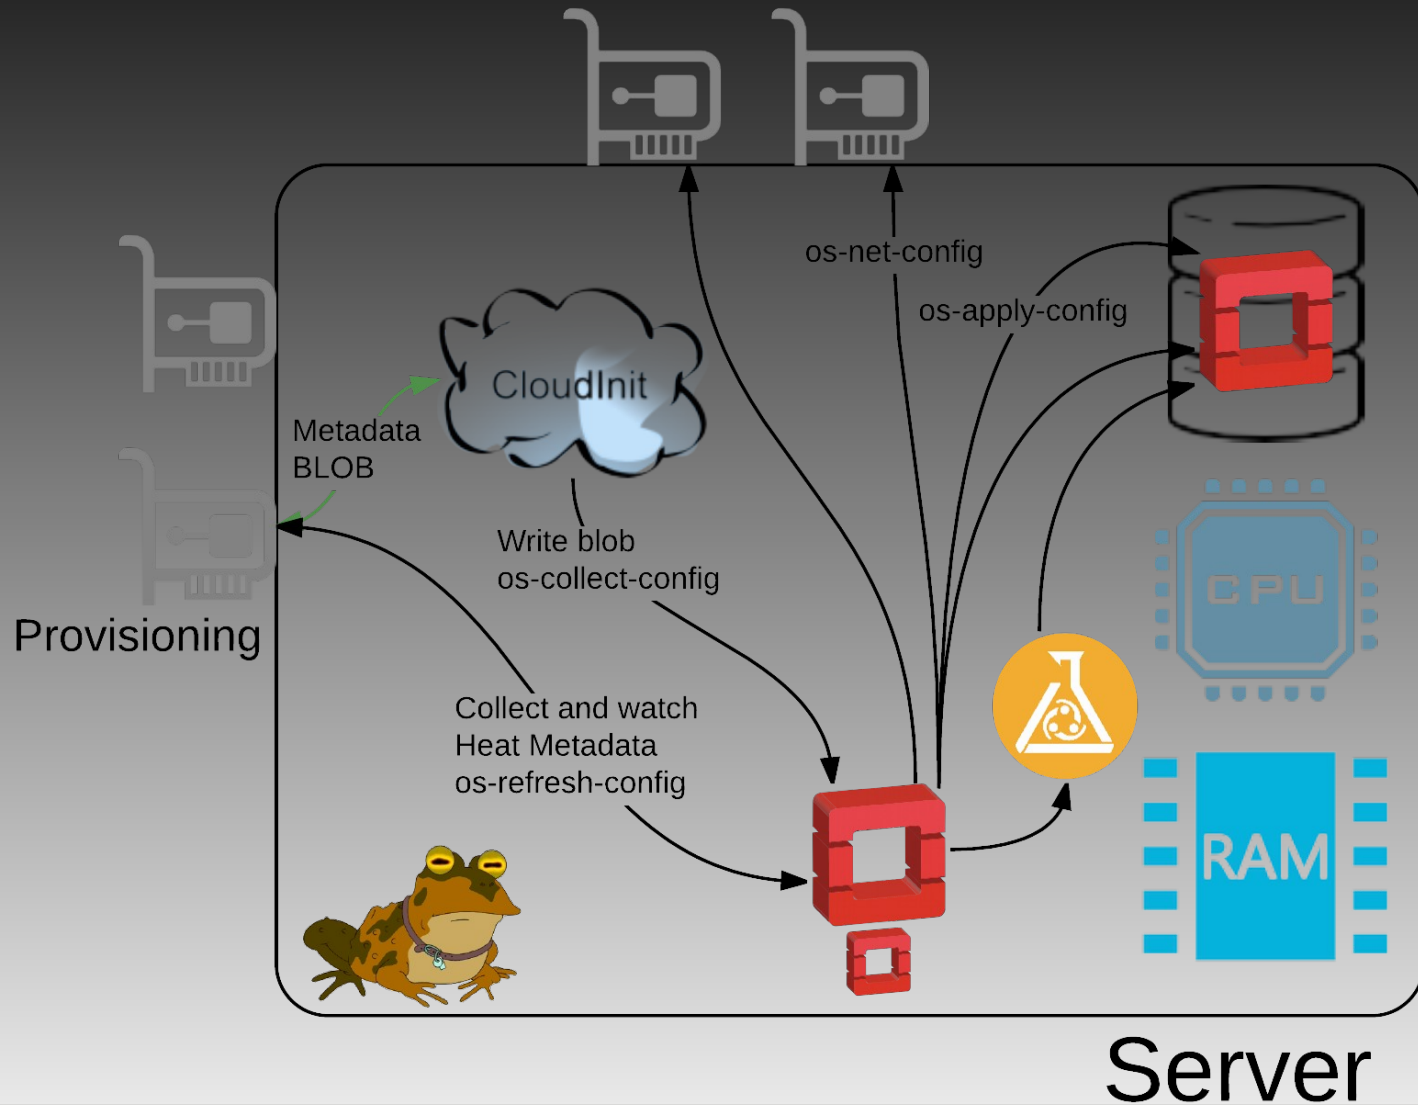 os-net-config
os-apply-config
CloudInit
Metadata
BLOB
Write blob
os-collect-config
CPU
Provisioning
Collect and watch
Heat Metadata
os-refresh-config
RAM
Server